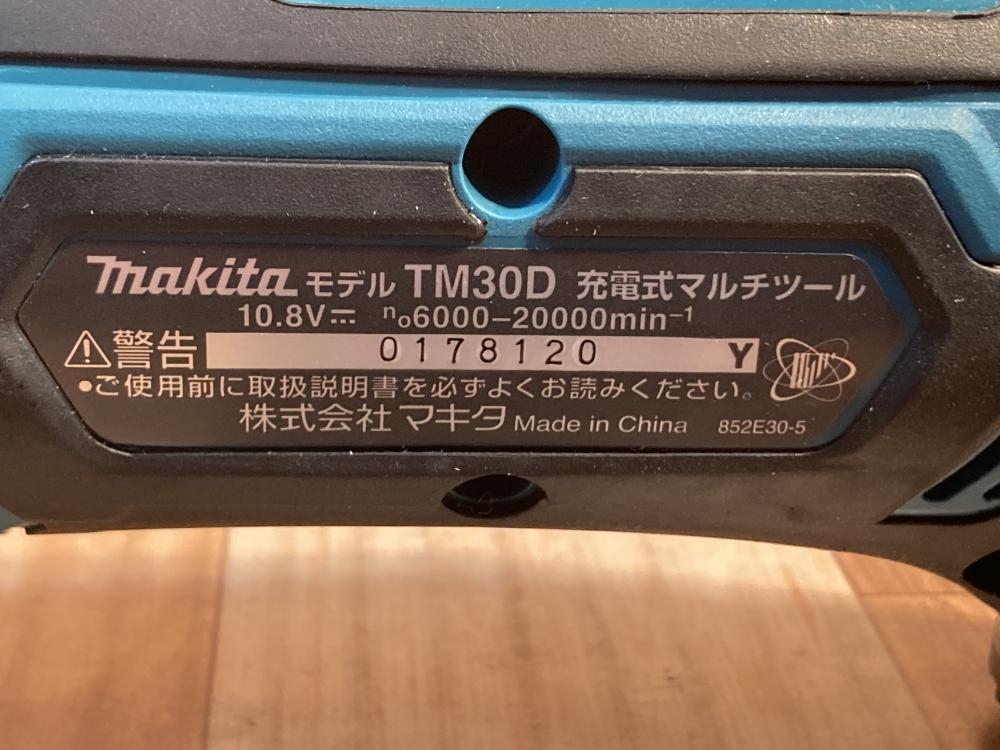 makita モデル TM30D 充電式マルチツール
10.8V⎓ no6000-20000min⁻¹
⚠警告 0178120 Y
●ご使用前に取扱説明書を必ずよくお読みください。
株式会社 マキタ Made in China 852E30-5